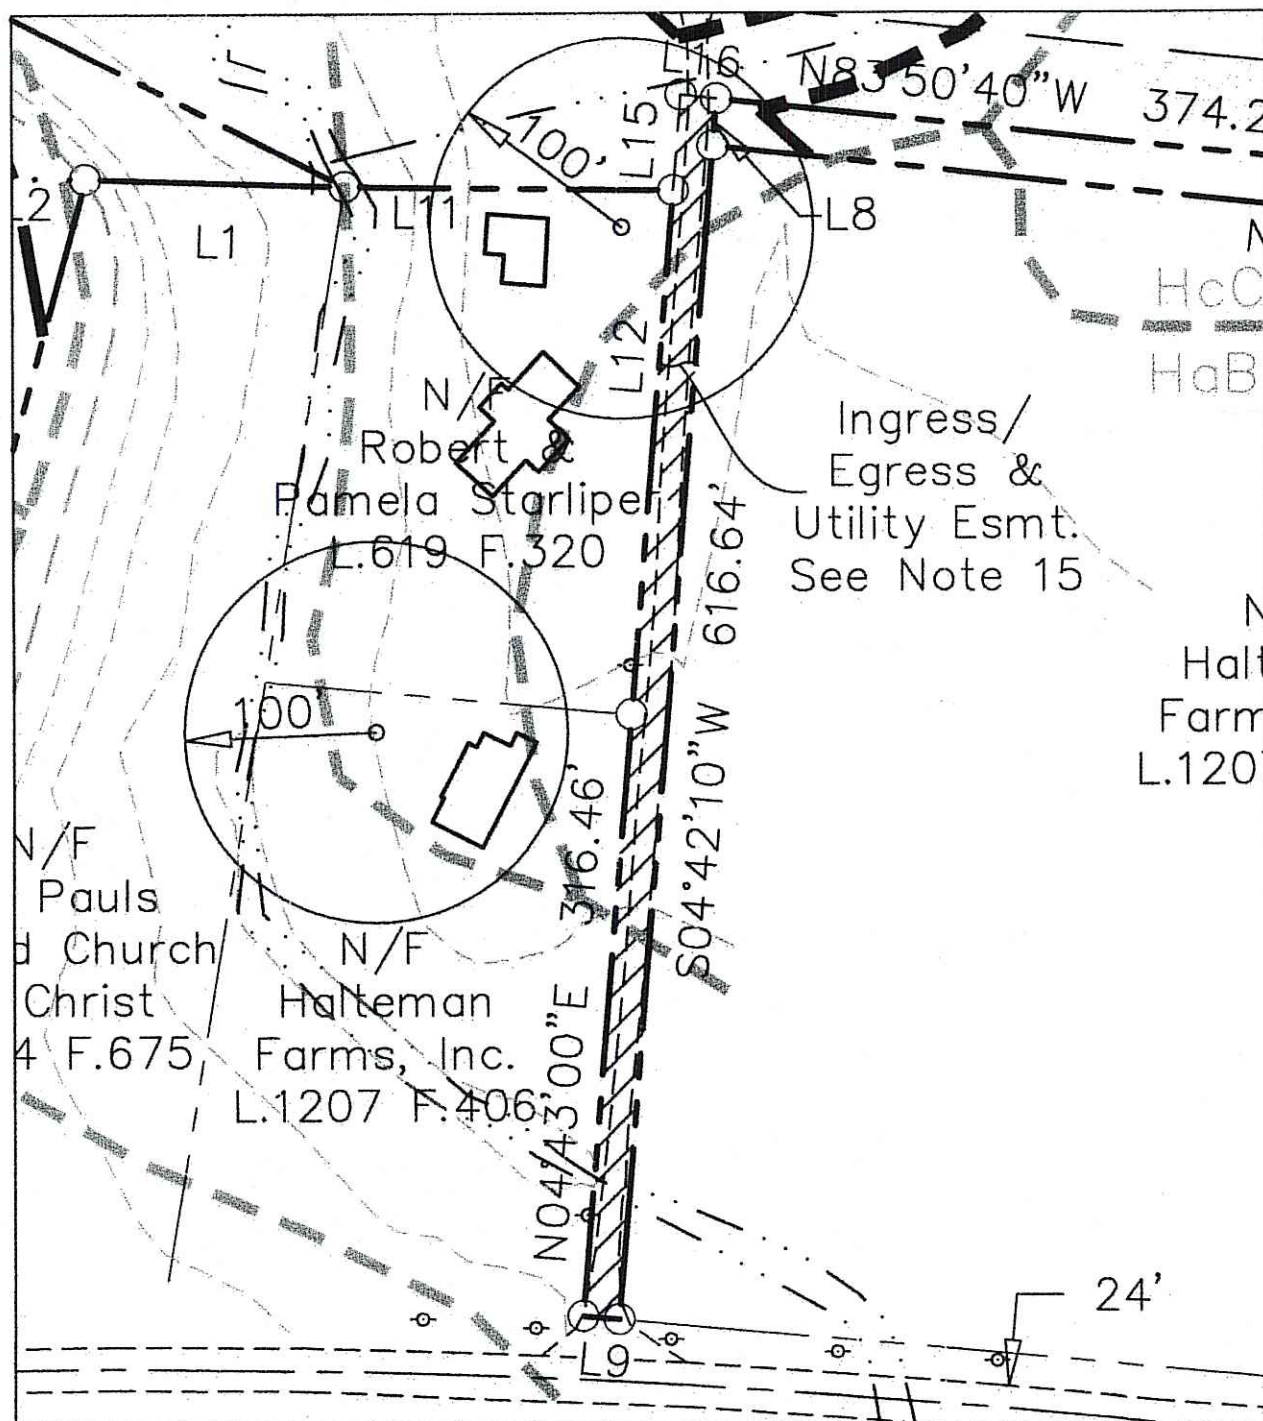 L16
N83°50'40"W
374.2
100'
L15
L2
L1
L11
L8
HcC
HaB
L12
N/F
Robert &
Pamela Starliper
L.619 F.320
Ingress/
Egress &
Utility Esmt.
See Note 15
616.64'
S04°42'10"W
N
Halt
Farm
L.1207
100'
316.46'
N04°43'00"E
N/F
Pauls
d Church
Christ
4 F.675
N/F
Halteman
Farms, Inc.
L.1207 F.406
24'
L9